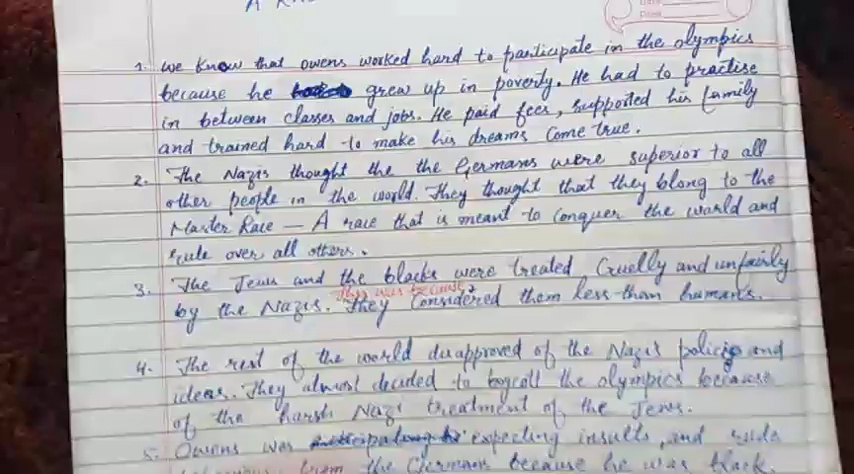 1. We know that owens worked hard to participate in the olympics
because he grew up in poverty. He had to practise
in between classes and jobs. He paid fees, supported his family
and trained hard to make his dreams come true.
2. The Nazis thought the the Germans were superior to all
other people in the world. They thought that they blong to the
Master Race — A race that is meant to conquer the world and
rule over all others.
3. The Jews and the blacks were treated cruelly and unfairly
This was because
by the Nazis. They considered them less than humans.
4. The rest of the world disapproved of the Nazis and
ideas. They almost decided to boycott the olympics because
of the harsh Nazi treatment of the Jews.
5. Owens was expecting insults, and rude
from the Germans because he was black